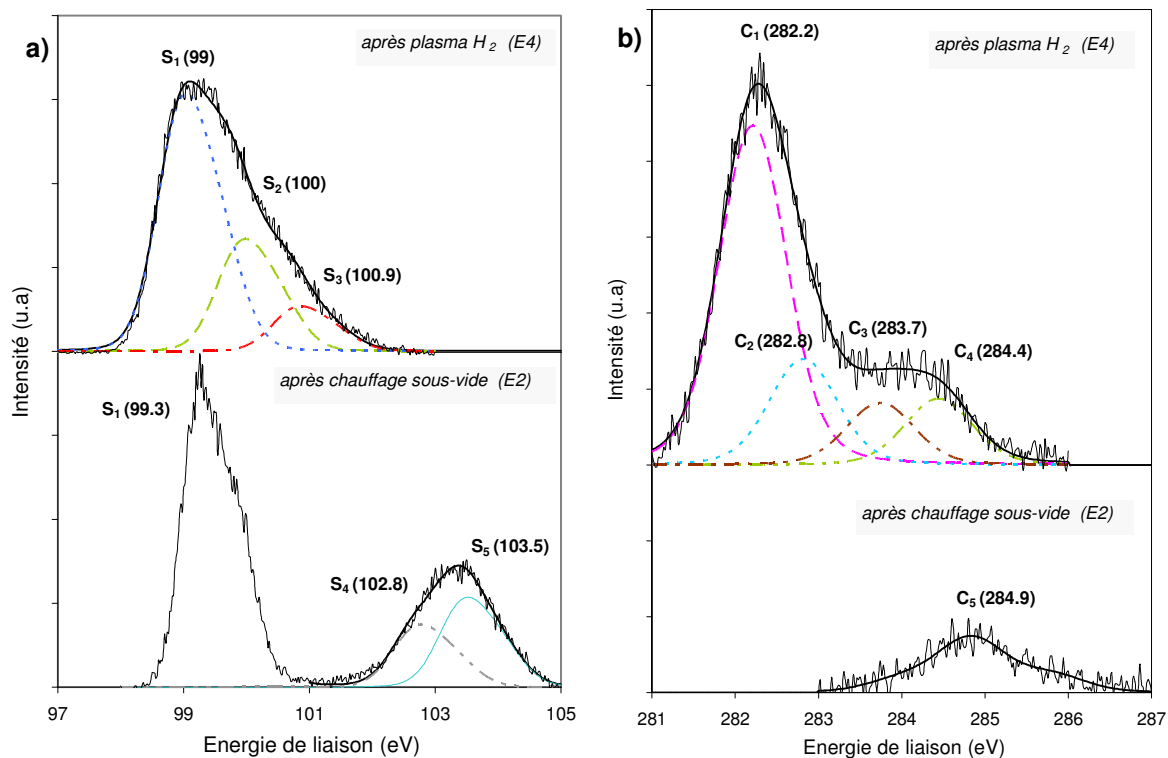 a)
après plasma H2 (E4)
S1 (99)
S2 (100)
S3 (100.9)
après chauffage sous-vide (E2)
S1 (99.3)
S4 (102.8)
S5 (103.5)
Intensité (u.a)
97 99 101 103 105
Energie de liaison (eV)
b)
après plasma H2 (E4)
C1 (282.2)
C2 (282.8)
C3 (283.7)
C4 (284.4)
après chauffage sous-vide (E2)
C5 (284.9)
Intensité (u.a)
281 282 283 284 285 286 287
Energie de liaison (eV)